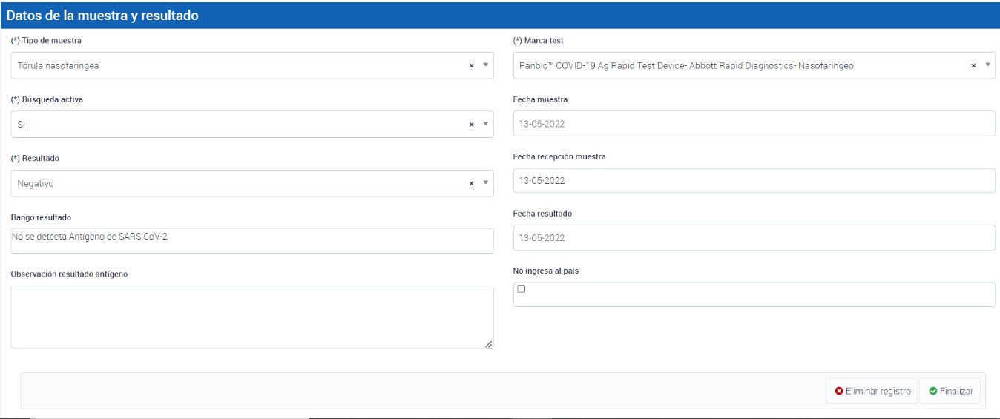 Datos de la muestra y resultado
(*) Tipo de muestra
Tórula nasofaríngea
(*) Marca test
Panbio™ COVID-19 Ag Rapid Test Device- Abbott Rapid Diagnostics- Nasofaringeo
(*) Búsqueda activa
Si
Fecha muestra
13-05-2022
(*) Resultado
Negativo
Fecha recepción muestra
13-05-2022
Rango resultado
No se detecta Antígeno de SARS CoV-2
Fecha resultado
13-05-2022
Observación resultado antígeno
No ingresa al país
Eliminar registro
Finalizar